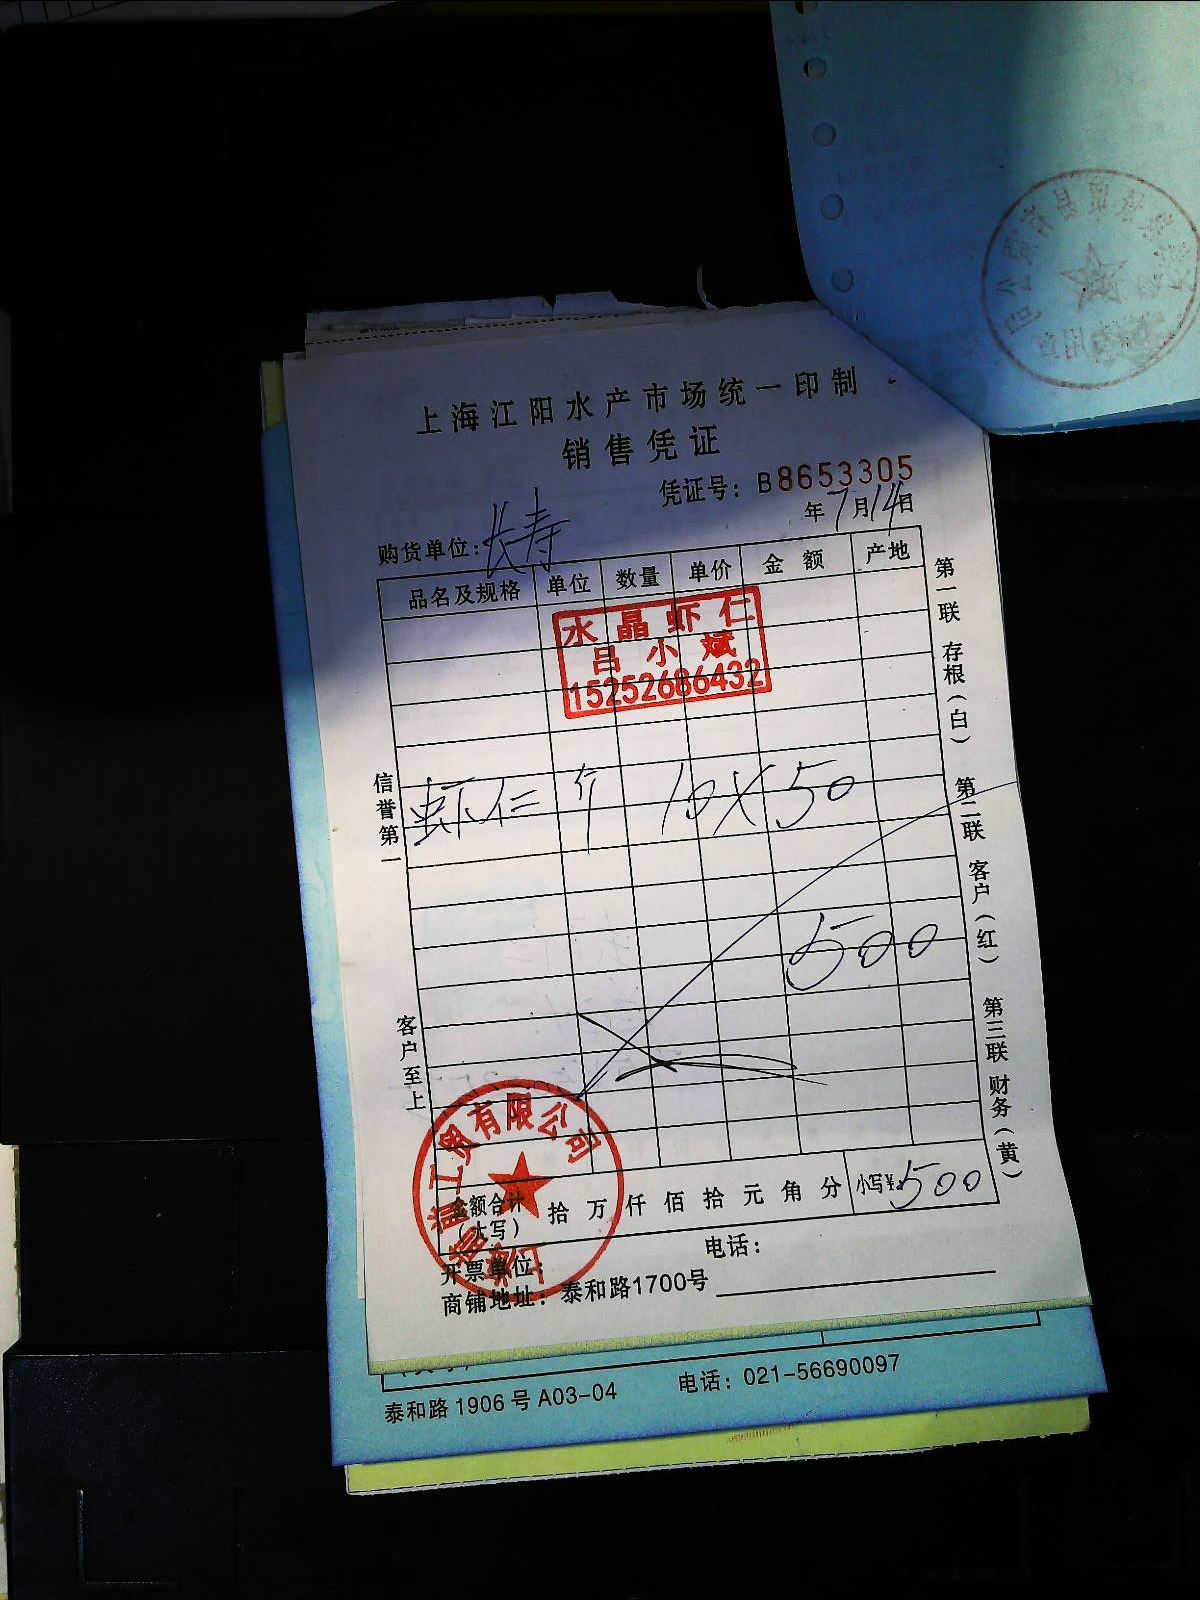 上海江阳水产市场统一印制
销售凭证
凭证号：B8653305
年7月14日
购货单位：长寿
品名及规格 单位 数量 单价 金额 产地
水晶虾仁
吕小斌
15252686432
虾仁 斤 10×50
500
信誉第一
客户至上
第一联 存根（白） 第二联 客户（红） 第三联 财务（黄）
金额合计（大写） 拾 万 仟 佰 拾 元 角 分 小写¥：500
工贸有限公司
电话：
开票单位：
商铺地址：泰和路1700号
泰和路1906号A03-04 电话：021-56690097